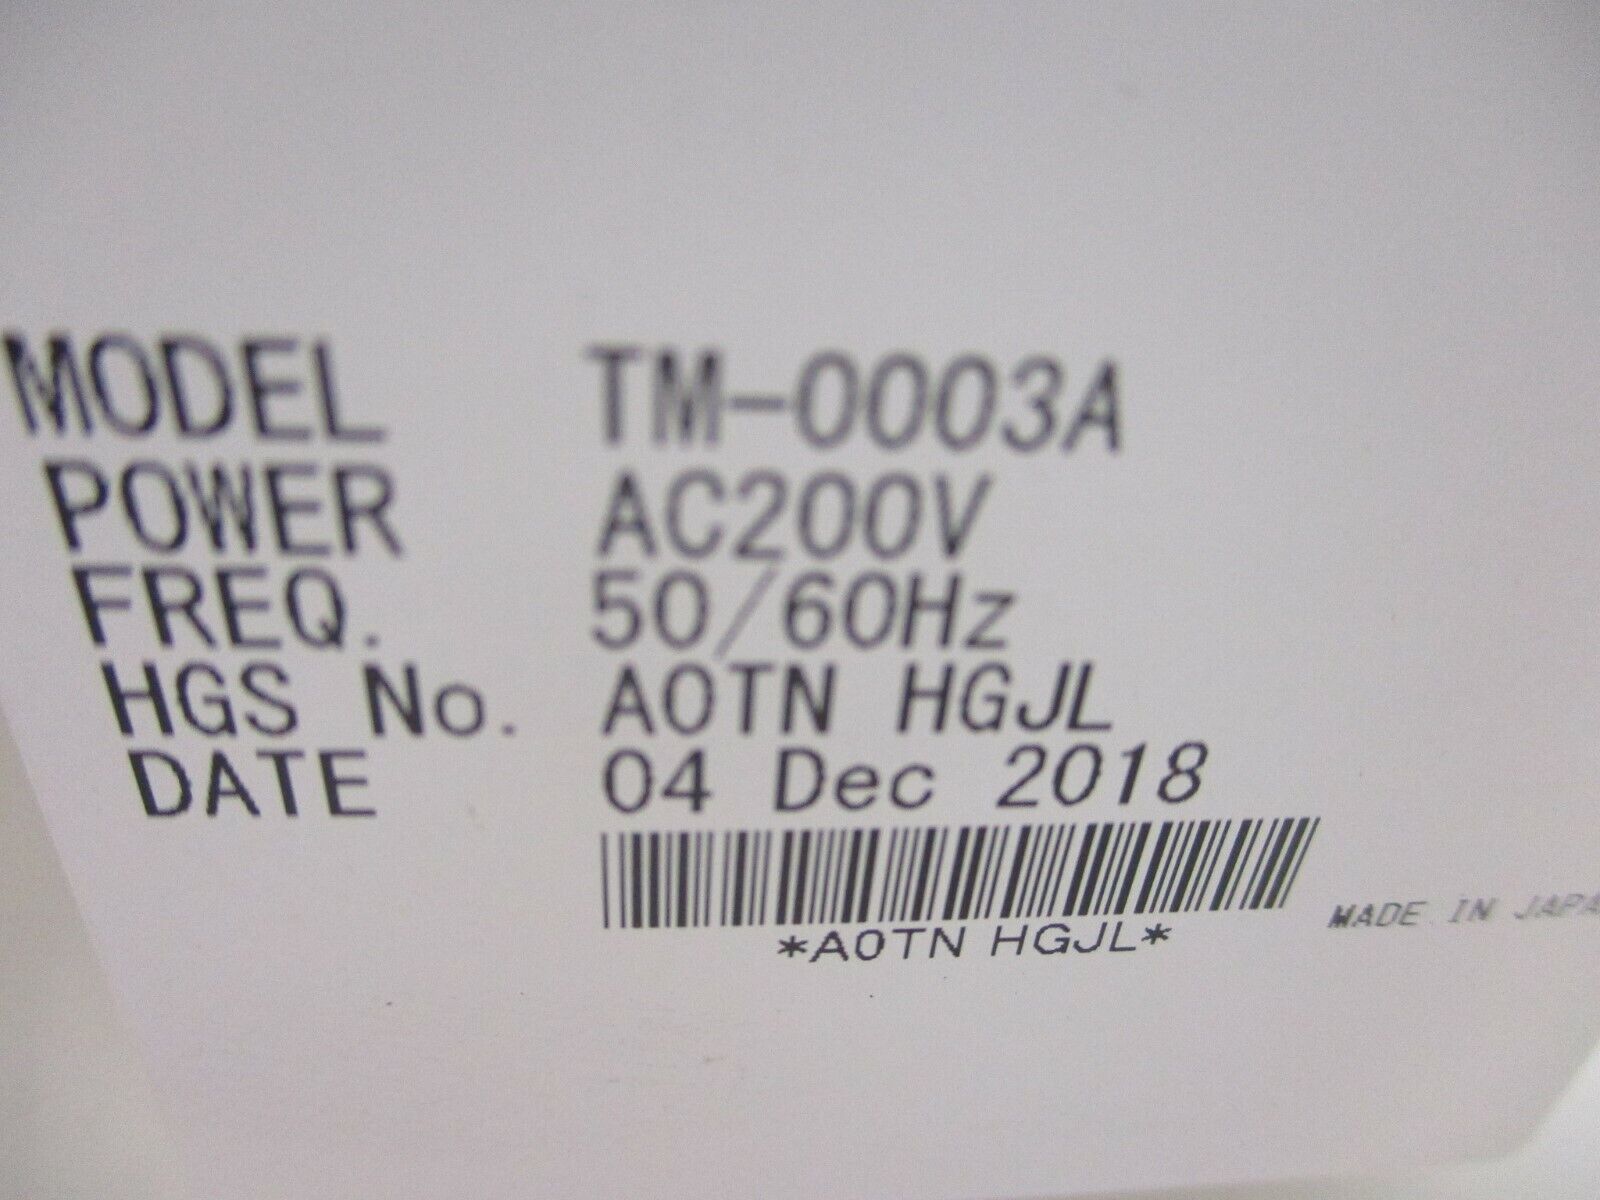 MODEL TM-0003A
POWER AC200V
FREQ. 50/60Hz
HGS No. A0TN HGJL
DATE 04 Dec 2018
*A0TN HGJL*
MADE IN JAPA